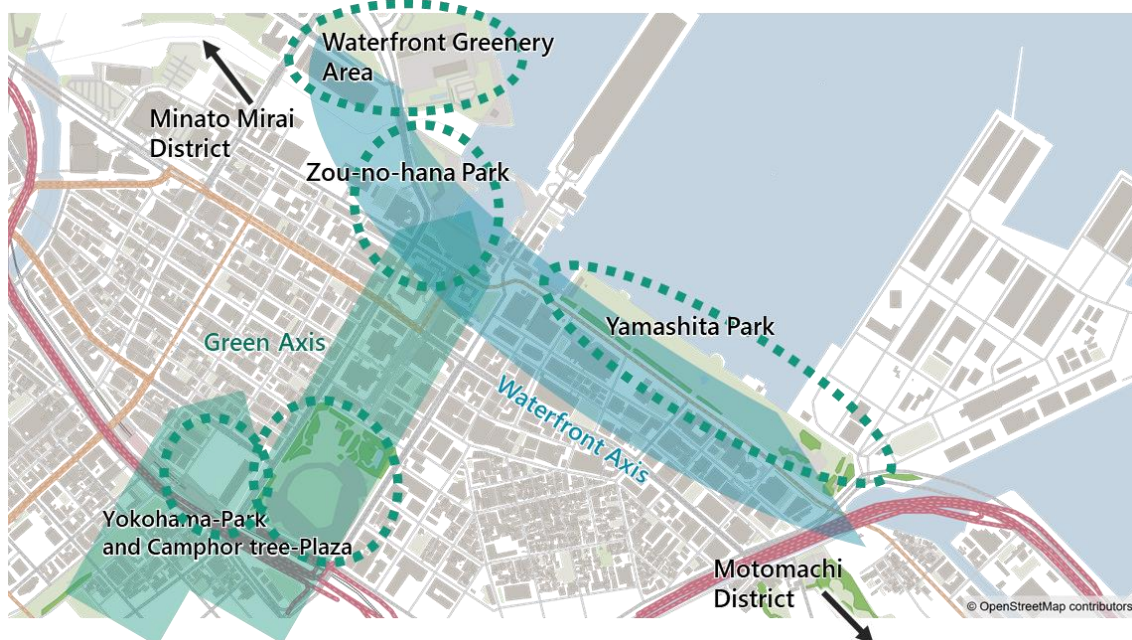 Waterfront Greenery
Area
Minato Mirai
District
Zou-no-hana Park
Yamashita Park
Green Axis
Waterfront Axis
Yokohama-Park
and Camphor tree-Plaza
Motomachi
District
© OpenStreetMap contributors